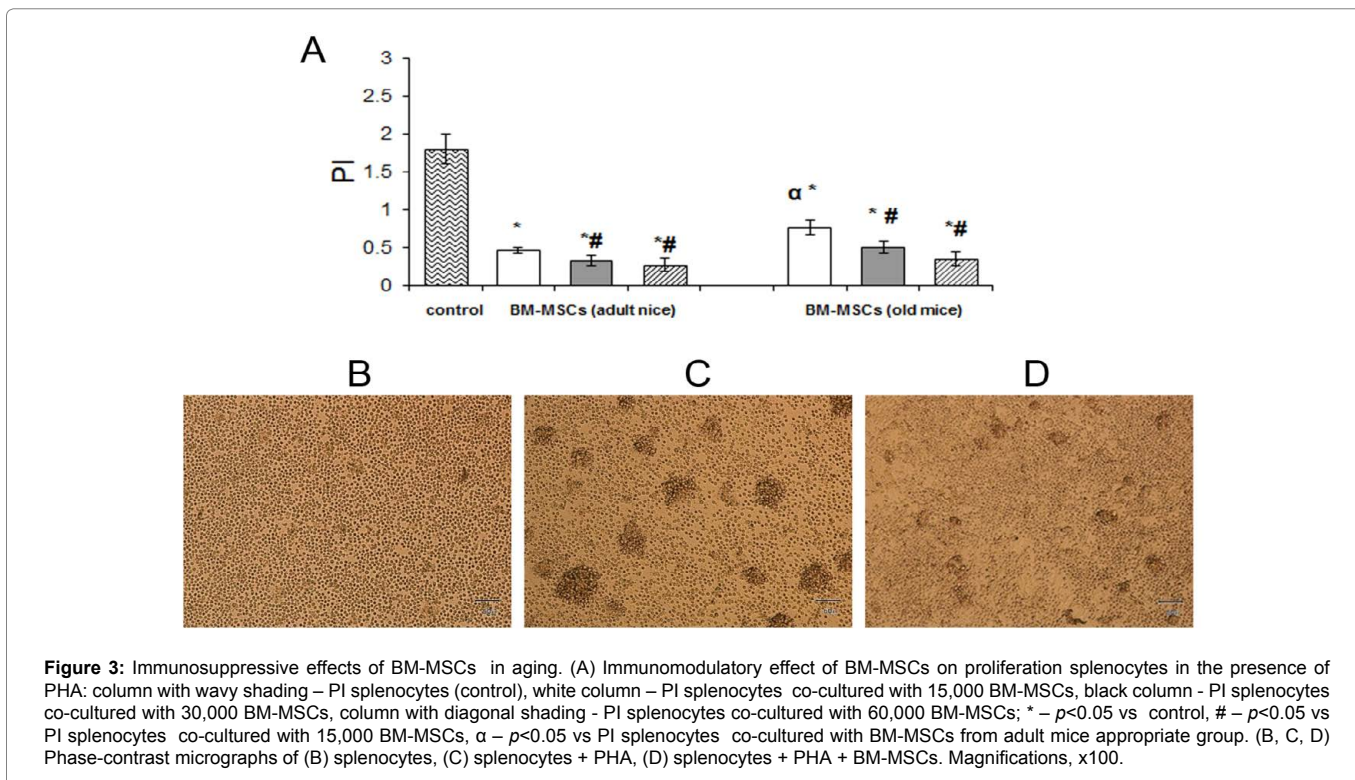 A
3
2.5
2
1.5
1
0.5
0
PI
*
*#
*#
α *
* #
*#
control
BM-MSCs (adult nice)
BM-MSCs (old mice)
B
C
D
Figure 3: Immunosuppressive effects of BM-MSCs in aging. (A) Immunomodulatory effect of BM-MSCs on proliferation splenocytes in the presence of
PHA: column with wavy shading – PI splenocytes (control), white column – PI splenocytes co-cultured with 15,000 BM-MSCs, black column - PI splenocytes
co-cultured with 30,000 BM-MSCs, column with diagonal shading - PI splenocytes co-cultured with 60,000 BM-MSCs; * – p<0.05 vs control, # – p<0.05 vs
PI splenocytes co-cultured with 15,000 BM-MSCs, α – p<0.05 vs PI splenocytes co-cultured with BM-MSCs from adult mice appropriate group. (B, C, D)
Phase-contrast micrographs of (B) splenocytes, (C) splenocytes + PHA, (D) splenocytes + PHA + BM-MSCs. Magnifications, x100.